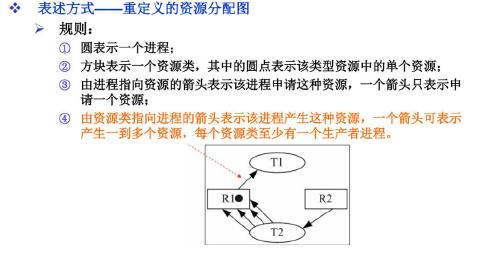 表述方式——重定义的资源分配图
规则：
① 圆表示一个进程；
② 方块表示一个资源类，其中的圆点表示该类型资源中的单个资源；
③ 由进程指向资源的箭头表示该进程申请这种资源，一个箭头只表示申
请一个资源；
④ 由资源类指向进程的箭头表示该进程产生这种资源，一个箭头可表示
产生一到多个资源，每个资源类至少有一个生产者进程。
T1
R1 R2
T2